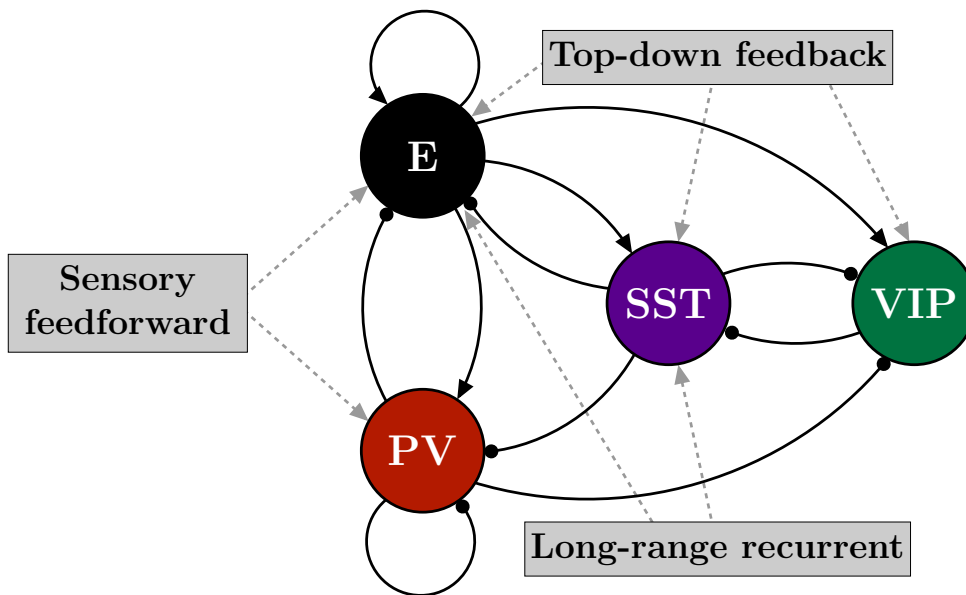 Top-down feedback
E
Sensory
feedforward
SST
VIP
PV
Long-range recurrent